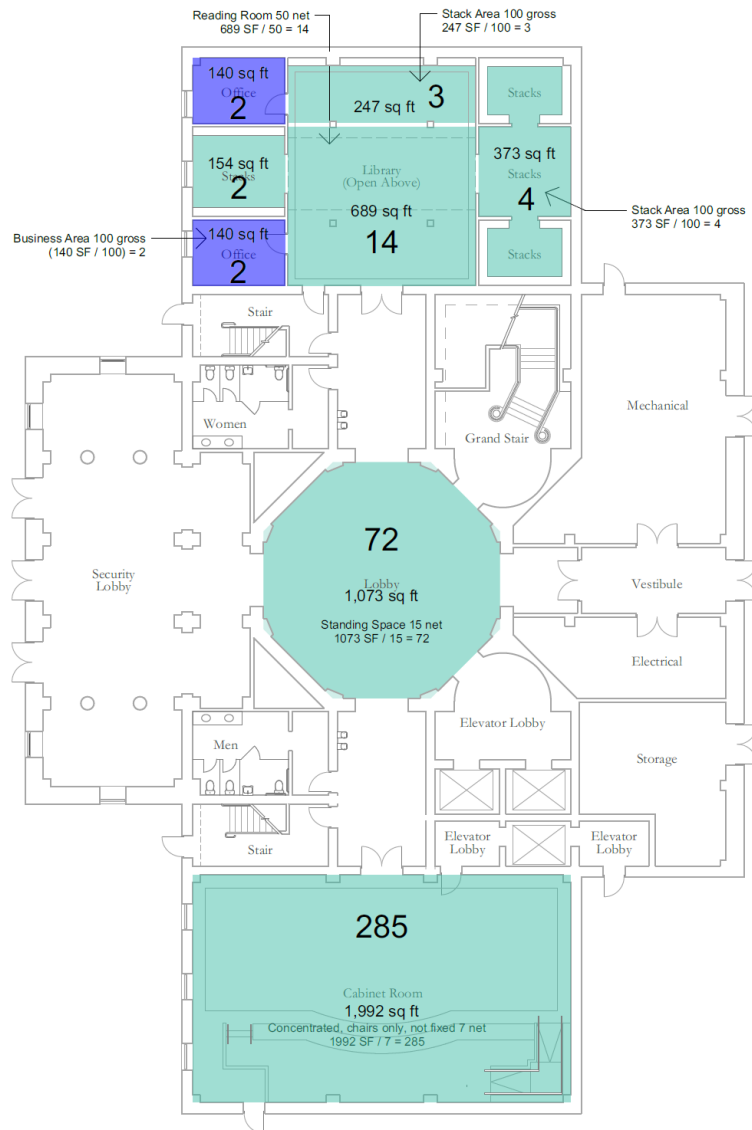 Reading Room 50 net
689 SF / 50 = 14
Stack Area 100 gross
247 SF / 100 = 3
140 sq ft
Office
2
3
247 sq ft
Stacks
154 sq ft
Stacks
2
Library
(Open Above)
689 sq ft
14
373 sq ft
Stacks
4
Stack Area 100 gross
373 SF / 100 = 4
Business Area 100 gross
(140 SF / 100) = 2
140 sq ft
Office
2
Stacks
Stair
Women
Grand Stair
Mechanical
72
Security
Lobby
Lobby
1,073 sq ft
Standing Space 15 net
1073 SF / 15 = 72
Vestibule
Electrical
Men
Elevator Lobby
Storage
Stair
Elevator
Lobby
Elevator
Lobby
285
Cabinet Room
1,992 sq ft
Concentrated, chairs only, not fixed 7 net
1992 SF / 7 = 285